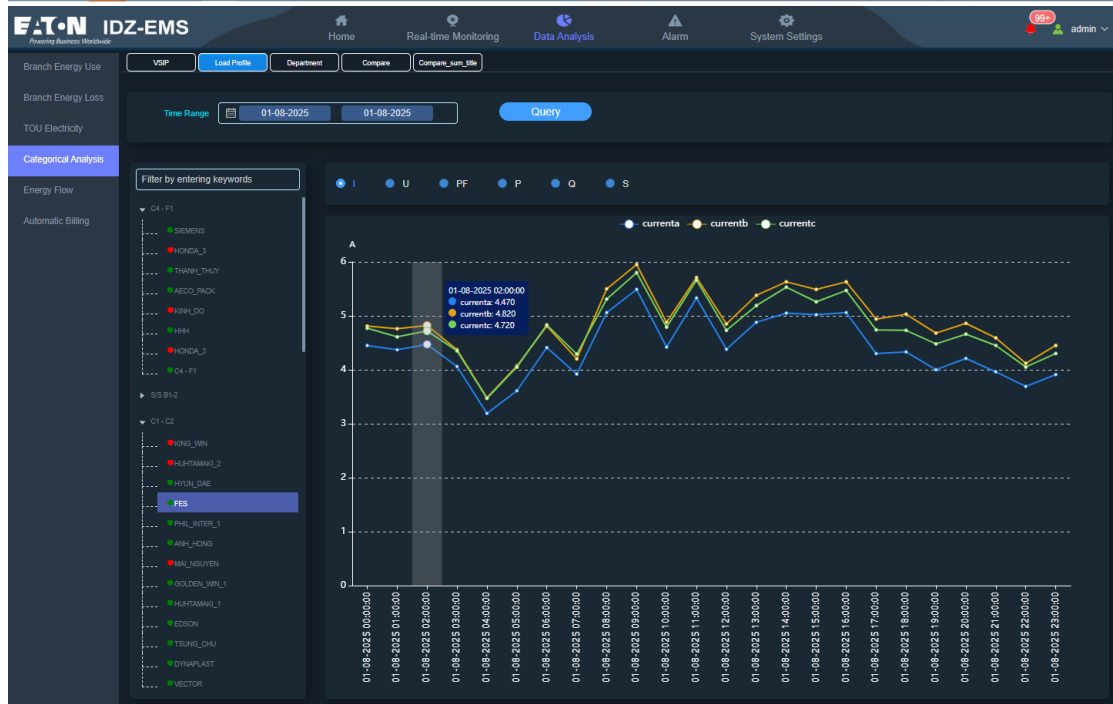 EATON IDZ-EMS
Powering Business Worldwide
Home
Real-time Monitoring
Data Analysis
Alarm
System Settings
99+
admin
Branch Energy Use
Branch Energy Loss
TOU Electricity
Categorical Analysis
Energy Flow
Automatic Billing
VSIP
Load Profile
Department
Compare
Compare_sum_title
Time Range 01-08-2025 01-08-2025
Query
Filter by entering keywords
C4 - F1
SIEMENS
HONDA_3
THANH_THUY
AECO_PACK
KINH_DO
HHH
HONDA_2
C4 - F1
S/S B1-2
C1 - C2
KING_WIN
HUHTAMAKI_2
HYUN_DAE
FES
PHIL_INTER_1
ANH_HONG
MAI_NGUYEN
GOLDEN_WIN_1
HUHTAMAKI_1
EDSON
TSUNG_CHU
DYNAPLAST
VECTOR
I U PF P Q S
currenta currentb currentc
A
6
5
4
3
2
1
0
01-08-2025 02:00:00
currenta: 4.470
currentb: 4.820
currentc: 4.720
01-08-2025 00:00:00
01-08-2025 01:00:00
01-08-2025 02:00:00
01-08-2025 03:00:00
01-08-2025 04:00:00
01-08-2025 05:00:00
01-08-2025 06:00:00
01-08-2025 07:00:00
01-08-2025 08:00:00
01-08-2025 09:00:00
01-08-2025 10:00:00
01-08-2025 11:00:00
01-08-2025 12:00:00
01-08-2025 13:00:00
01-08-2025 14:00:00
01-08-2025 15:00:00
01-08-2025 16:00:00
01-08-2025 17:00:00
01-08-2025 18:00:00
01-08-2025 19:00:00
01-08-2025 20:00:00
01-08-2025 21:00:00
01-08-2025 22:00:00
01-08-2025 23:00:00